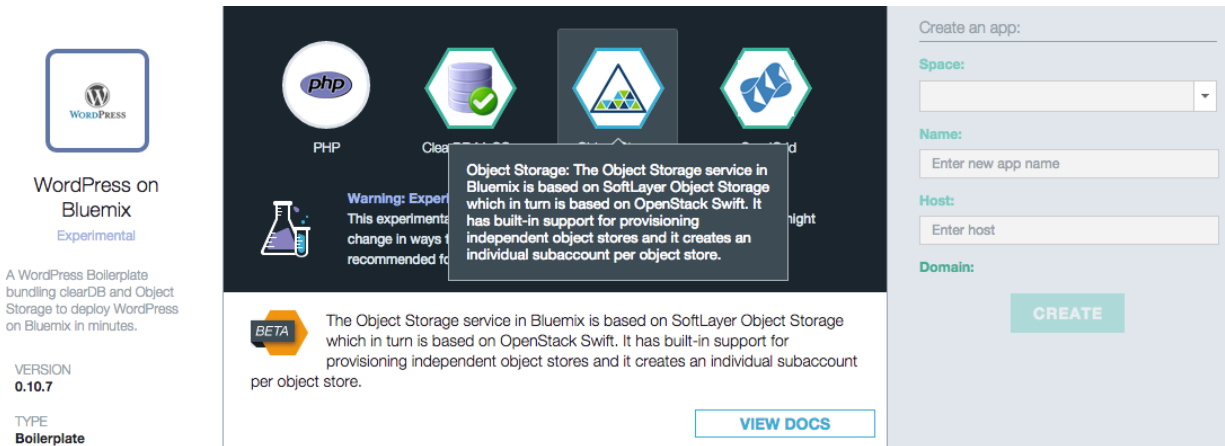 WORDPRESS
WordPress on
Bluemix
Experimental
A WordPress Boilerplate
bundling clearDB and Object
Storage to deploy WordPress
on Bluemix in minutes.
VERSION
0.10.7
TYPE
Boilerplate
php
PHP
Object Storage: The Object Storage service in
Bluemix is based on SoftLayer Object Storage
which in turn is based on OpenStack Swift. It
has built-in support for provisioning
independent object stores and it creates an
individual subaccount per object store.
Warning:
This
change in ways
recommended
BETA
The Object Storage service in Bluemix is based on SoftLayer Object Storage
which in turn is based on OpenStack Swift. It has built-in support for
provisioning independent object stores and it creates an individual subaccount
per object store.
VIEW DOCS
Create an app:
Space:
Name:
Enter new app name
Host:
Enter host
Domain:
CREATE